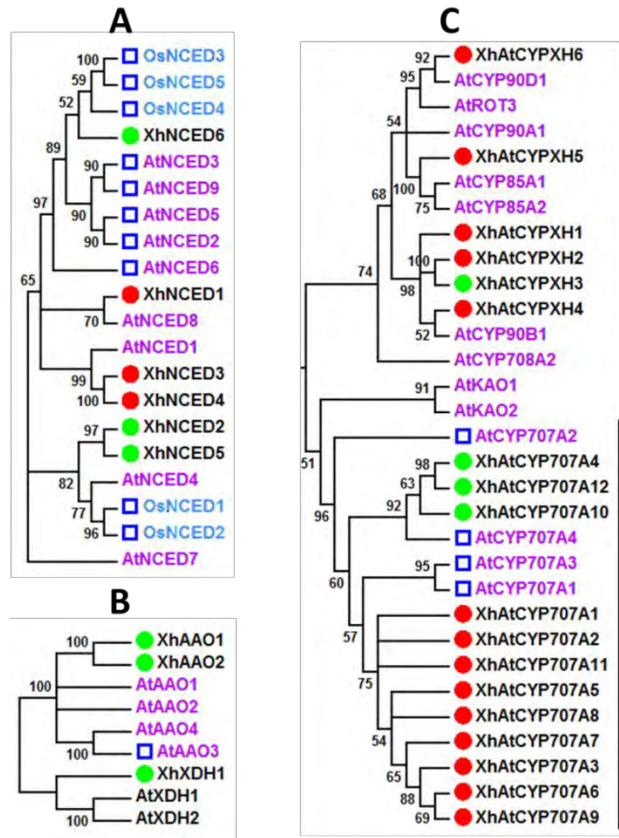 A
100
OsNCED3
59
OsNCED5
52
OsNCED4
XhNCED6
89
90
AtNCED3
AtNCED9
90
AtNCED5
90
AtNCED2
97
AtNCED6
65
XhNCED1
70
AtNCED8
AtNCED1
99
XhNCED3
100
XhNCED4
97
XhNCED2
XhNCED5
82
AtNCED4
77
OsNCED1
96
OsNCED2
AtNCED7
B
100
XhAAO1
XhAAO2
100
AtAAO1
AtAAO2
AtAAO4
100
AtAAO3
XhXDH1
AtXDH1
100
AtXDH2
C
92
XhAtCYPXH6
95
AtCYP90D1
AtROT3
54
AtCYP90A1
XhAtCYPXH5
100
AtCYP85A1
75
AtCYP85A2
68
XhAtCYPXH1
100
XhAtCYPXH2
74
98
XhAtCYPXH3
XhAtCYPXH4
52
AtCYP90B1
AtCYP708A2
91
AtKAO1
AtKAO2
51
AtCYP707A2
98
XhAtCYP707A4
63
XhAtCYP707A12
96
92
XhAtCYP707A10
AtCYP707A4
60
95
AtCYP707A3
AtCYP707A1
57
XhAtCYP707A1
XhAtCYP707A2
XhAtCYP707A11
75
XhAtCYP707A5
XhAtCYP707A8
54
XhAtCYP707A7
65
XhAtCYP707A3
88
XhAtCYP707A6
69
XhAtCYP707A9